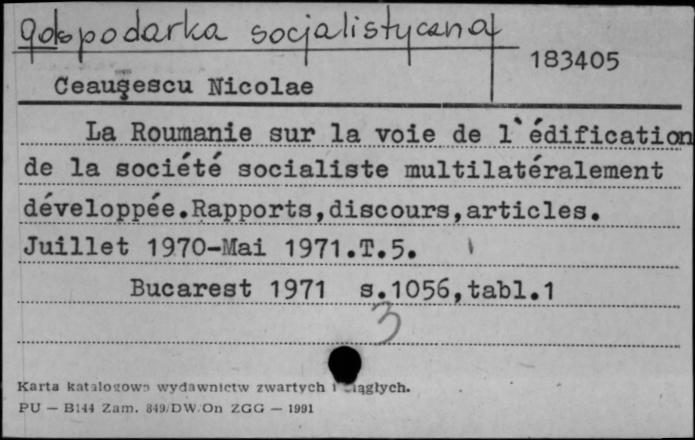 gospodarka socjalistyczna
183405
Ceauşescu Nicolae
La Roumanie sur la voie de l`édification
de la société socialiste multilatéralement
développée.Rapports,discours,articles.
Juillet 1970-Mai 1971.T.5.
Bucarest 1971 s.1056,tabl.1
3
Karta katalogowa wydawnictw zwartych i ciągłych.
PU — B144 Zam. 849/DW/On ZGG — 1991